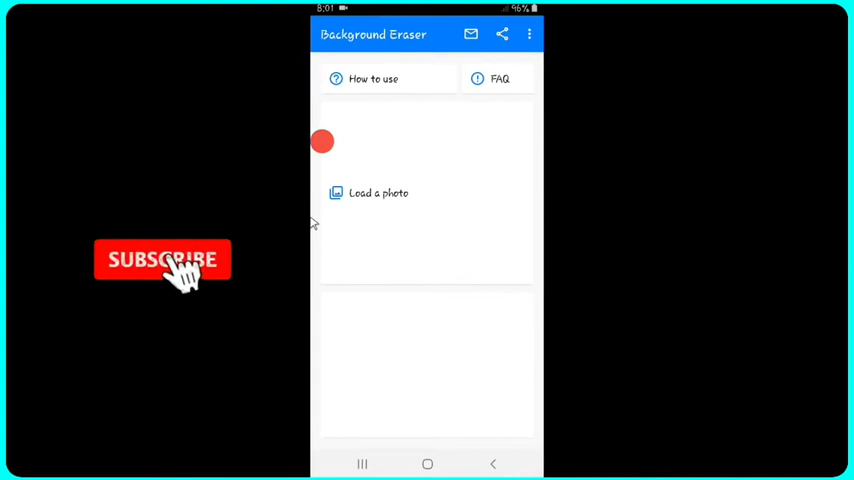 8:01 96%
Background Eraser
How to use
FAQ
Load a photo
SUBSCRIBE